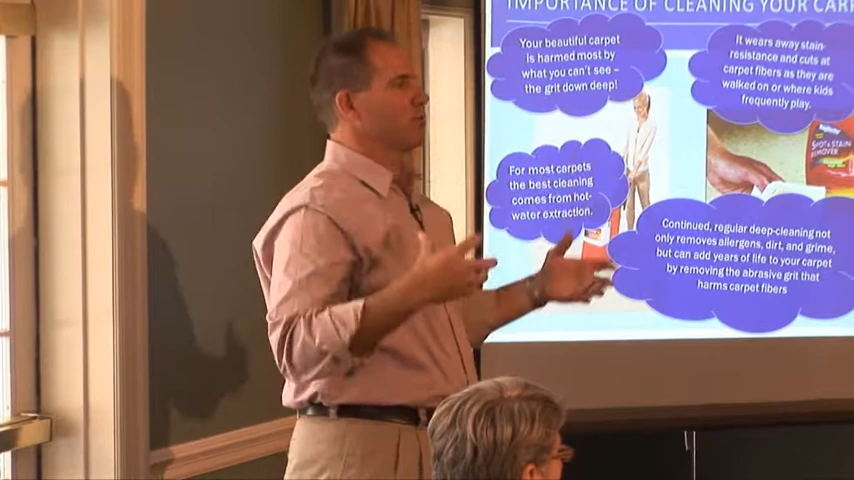 IMPORTANCE OF CLEANING YOUR CARP
Your beautiful carpet
is harmed most by
what you can't see –
the grit down deep!
It wears away stain-
resistance and cuts at
carpet fibers as they are
walked on or where kids
frequently play.
For most carpets
the best cleaning
comes from hot-
water extraction.
SPOT & STAIN
REMOVER
Continued, regular deep-cleaning not
only removes allergens, dirt, and grime,
but can add years of life to your carpet
by removing the abrasive grit that
harms carpet fibers